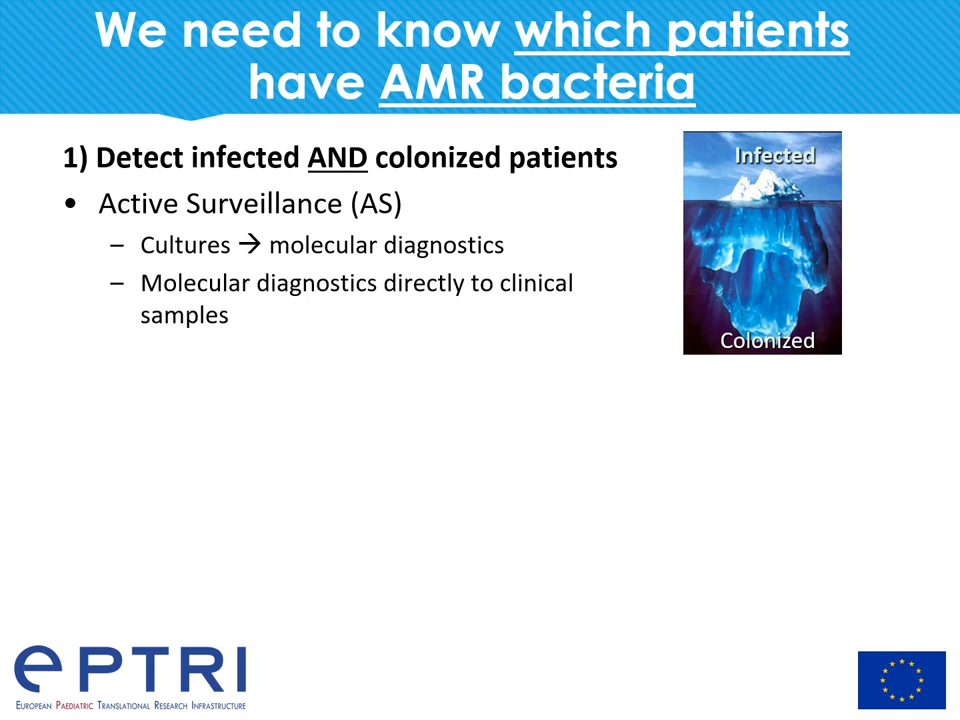 We need to know which patients
have AMR bacteria
1) Detect infected AND colonized patients
• Active Surveillance (AS)
– Cultures → molecular diagnostics
– Molecular diagnostics directly to clinical
samples
Infected
Colonized
ePTRI
European Paediatric Translational Research Infrastructure